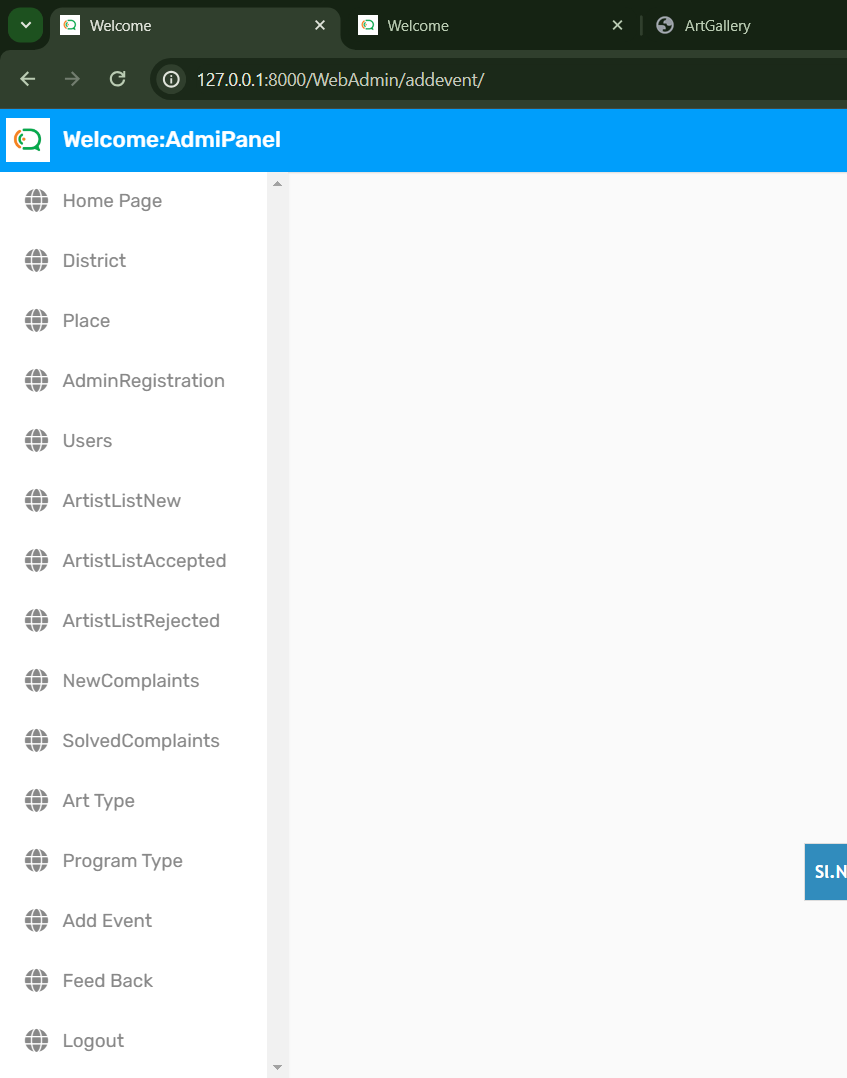 Welcome
Welcome
ArtGallery
127.0.0.1:8000/WebAdmin/addevent/
Welcome:AdmiPanel
Home Page
District
Place
AdminRegistration
Users
ArtistListNew
ArtistListAccepted
ArtistListRejected
NewComplaints
SolvedComplaints
Art Type
Program Type
Sl.N
Add Event
Feed Back
Logout